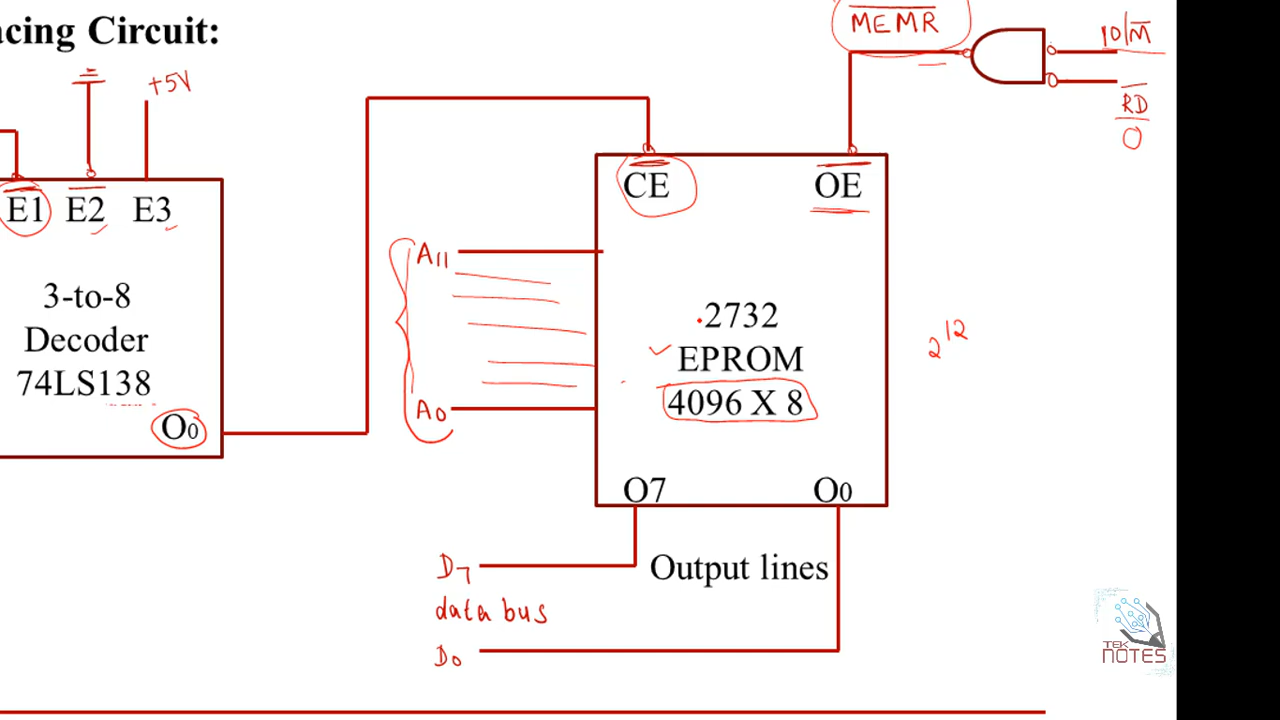 acing Circuit:
MEMR
IO/M
RD
0
+5V
E1 E2 E3
CE OE
A11
3-to-8
Decoder
74LS138
O0
.2732
EPROM
4096 X 8
2^12
A0
O7 O0
Output lines
D7
data bus
D0
TEK
NOTES